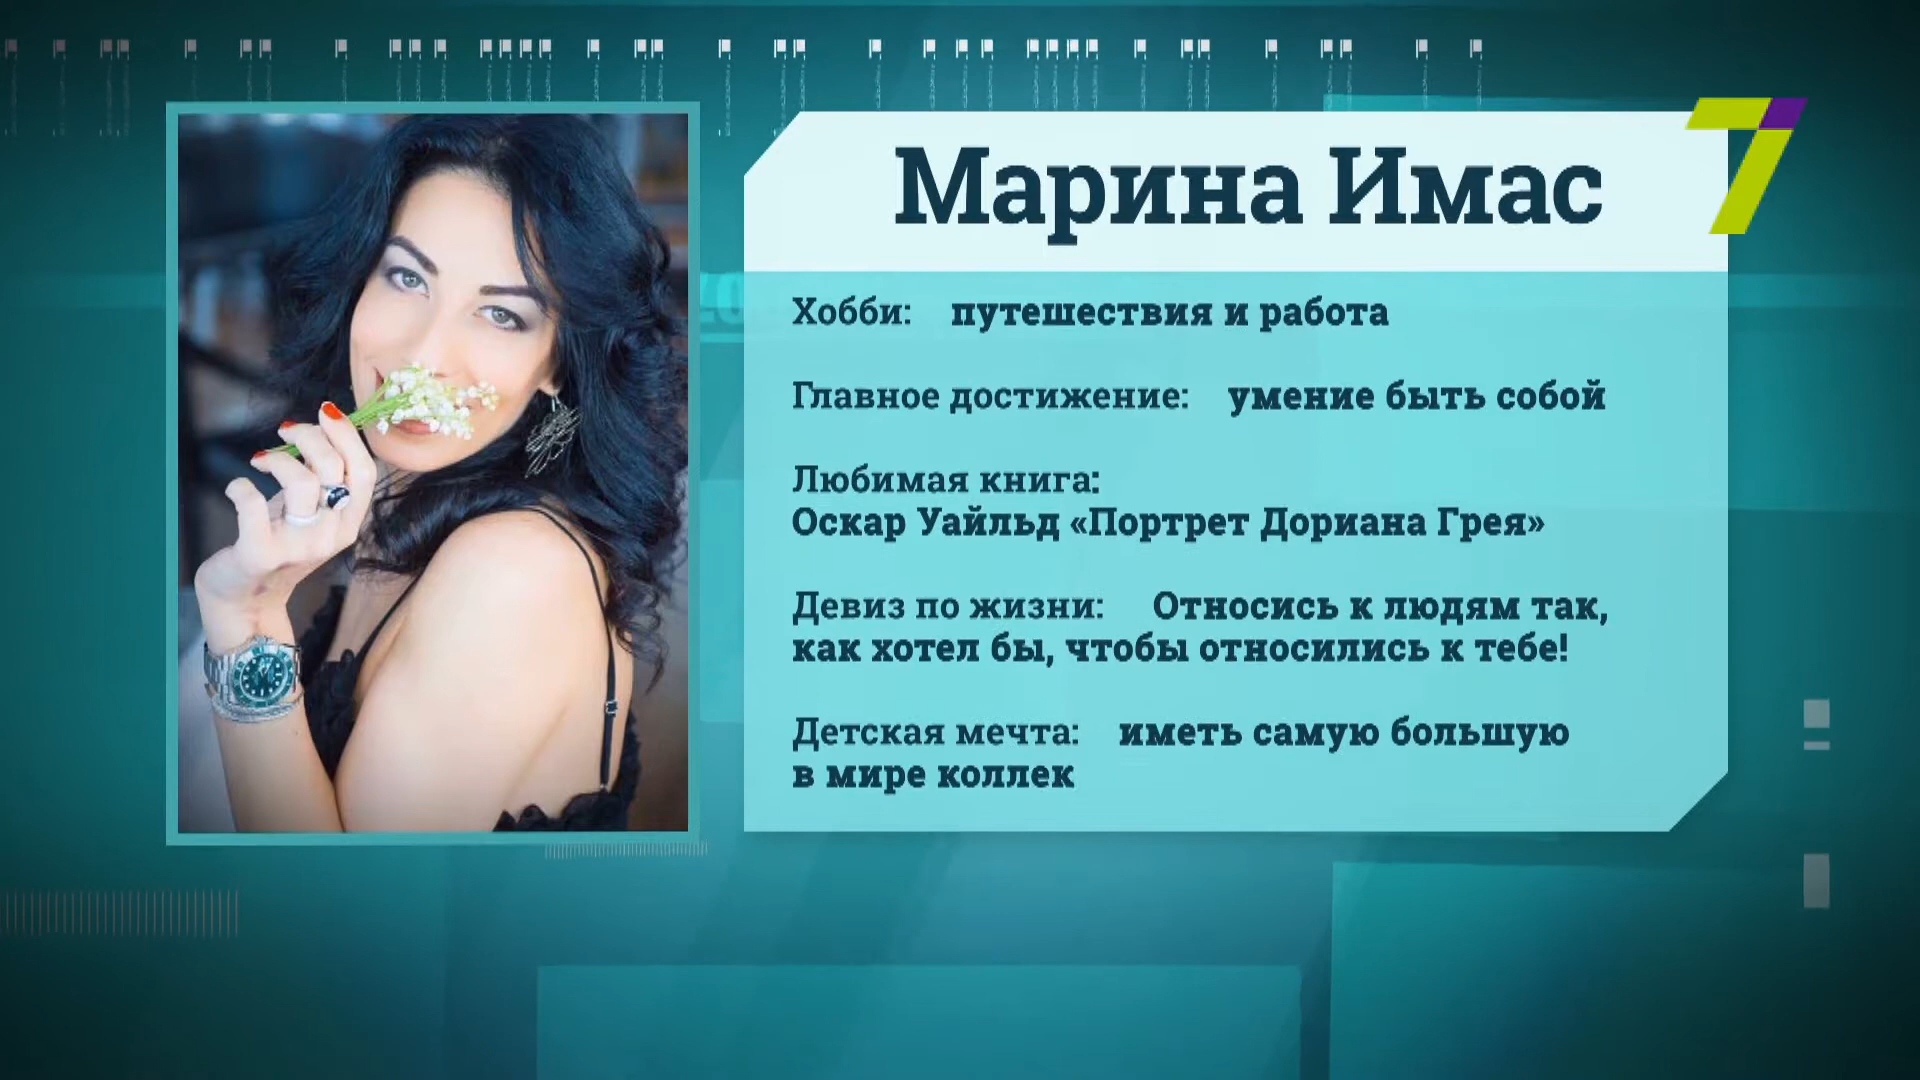 Марина Имас
7
Хобби: путешествия и работа
Главное достижение: умение быть собой
Любимая книга:
Оскар Уайльд «Портрет Дориана Грея»
Девиз по жизни: Относись к людям так,
как хотел бы, чтобы относились к тебе!
Детская мечта: иметь самую большую
в мире коллек